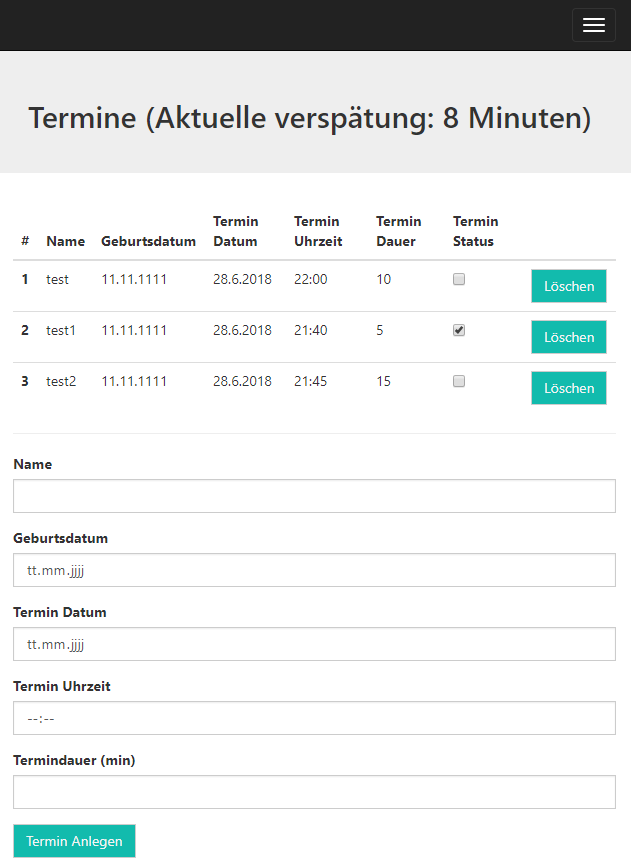 Termine (Aktuelle verspätung: 8 Minuten)
# Name Geburtsdatum Termin Datum Termin Uhrzeit Termin Dauer Termin Status
1 test 11.11.1111 28.6.2018 22:00 10 Löschen
2 test1 11.11.1111 28.6.2018 21:40 5 Löschen
3 test2 11.11.1111 28.6.2018 21:45 15 Löschen
Name
Geburtsdatum
tt.mm.jjjj
Termin Datum
tt.mm.jjjj
Termin Uhrzeit
--:--
Termindauer (min)
Termin Anlegen